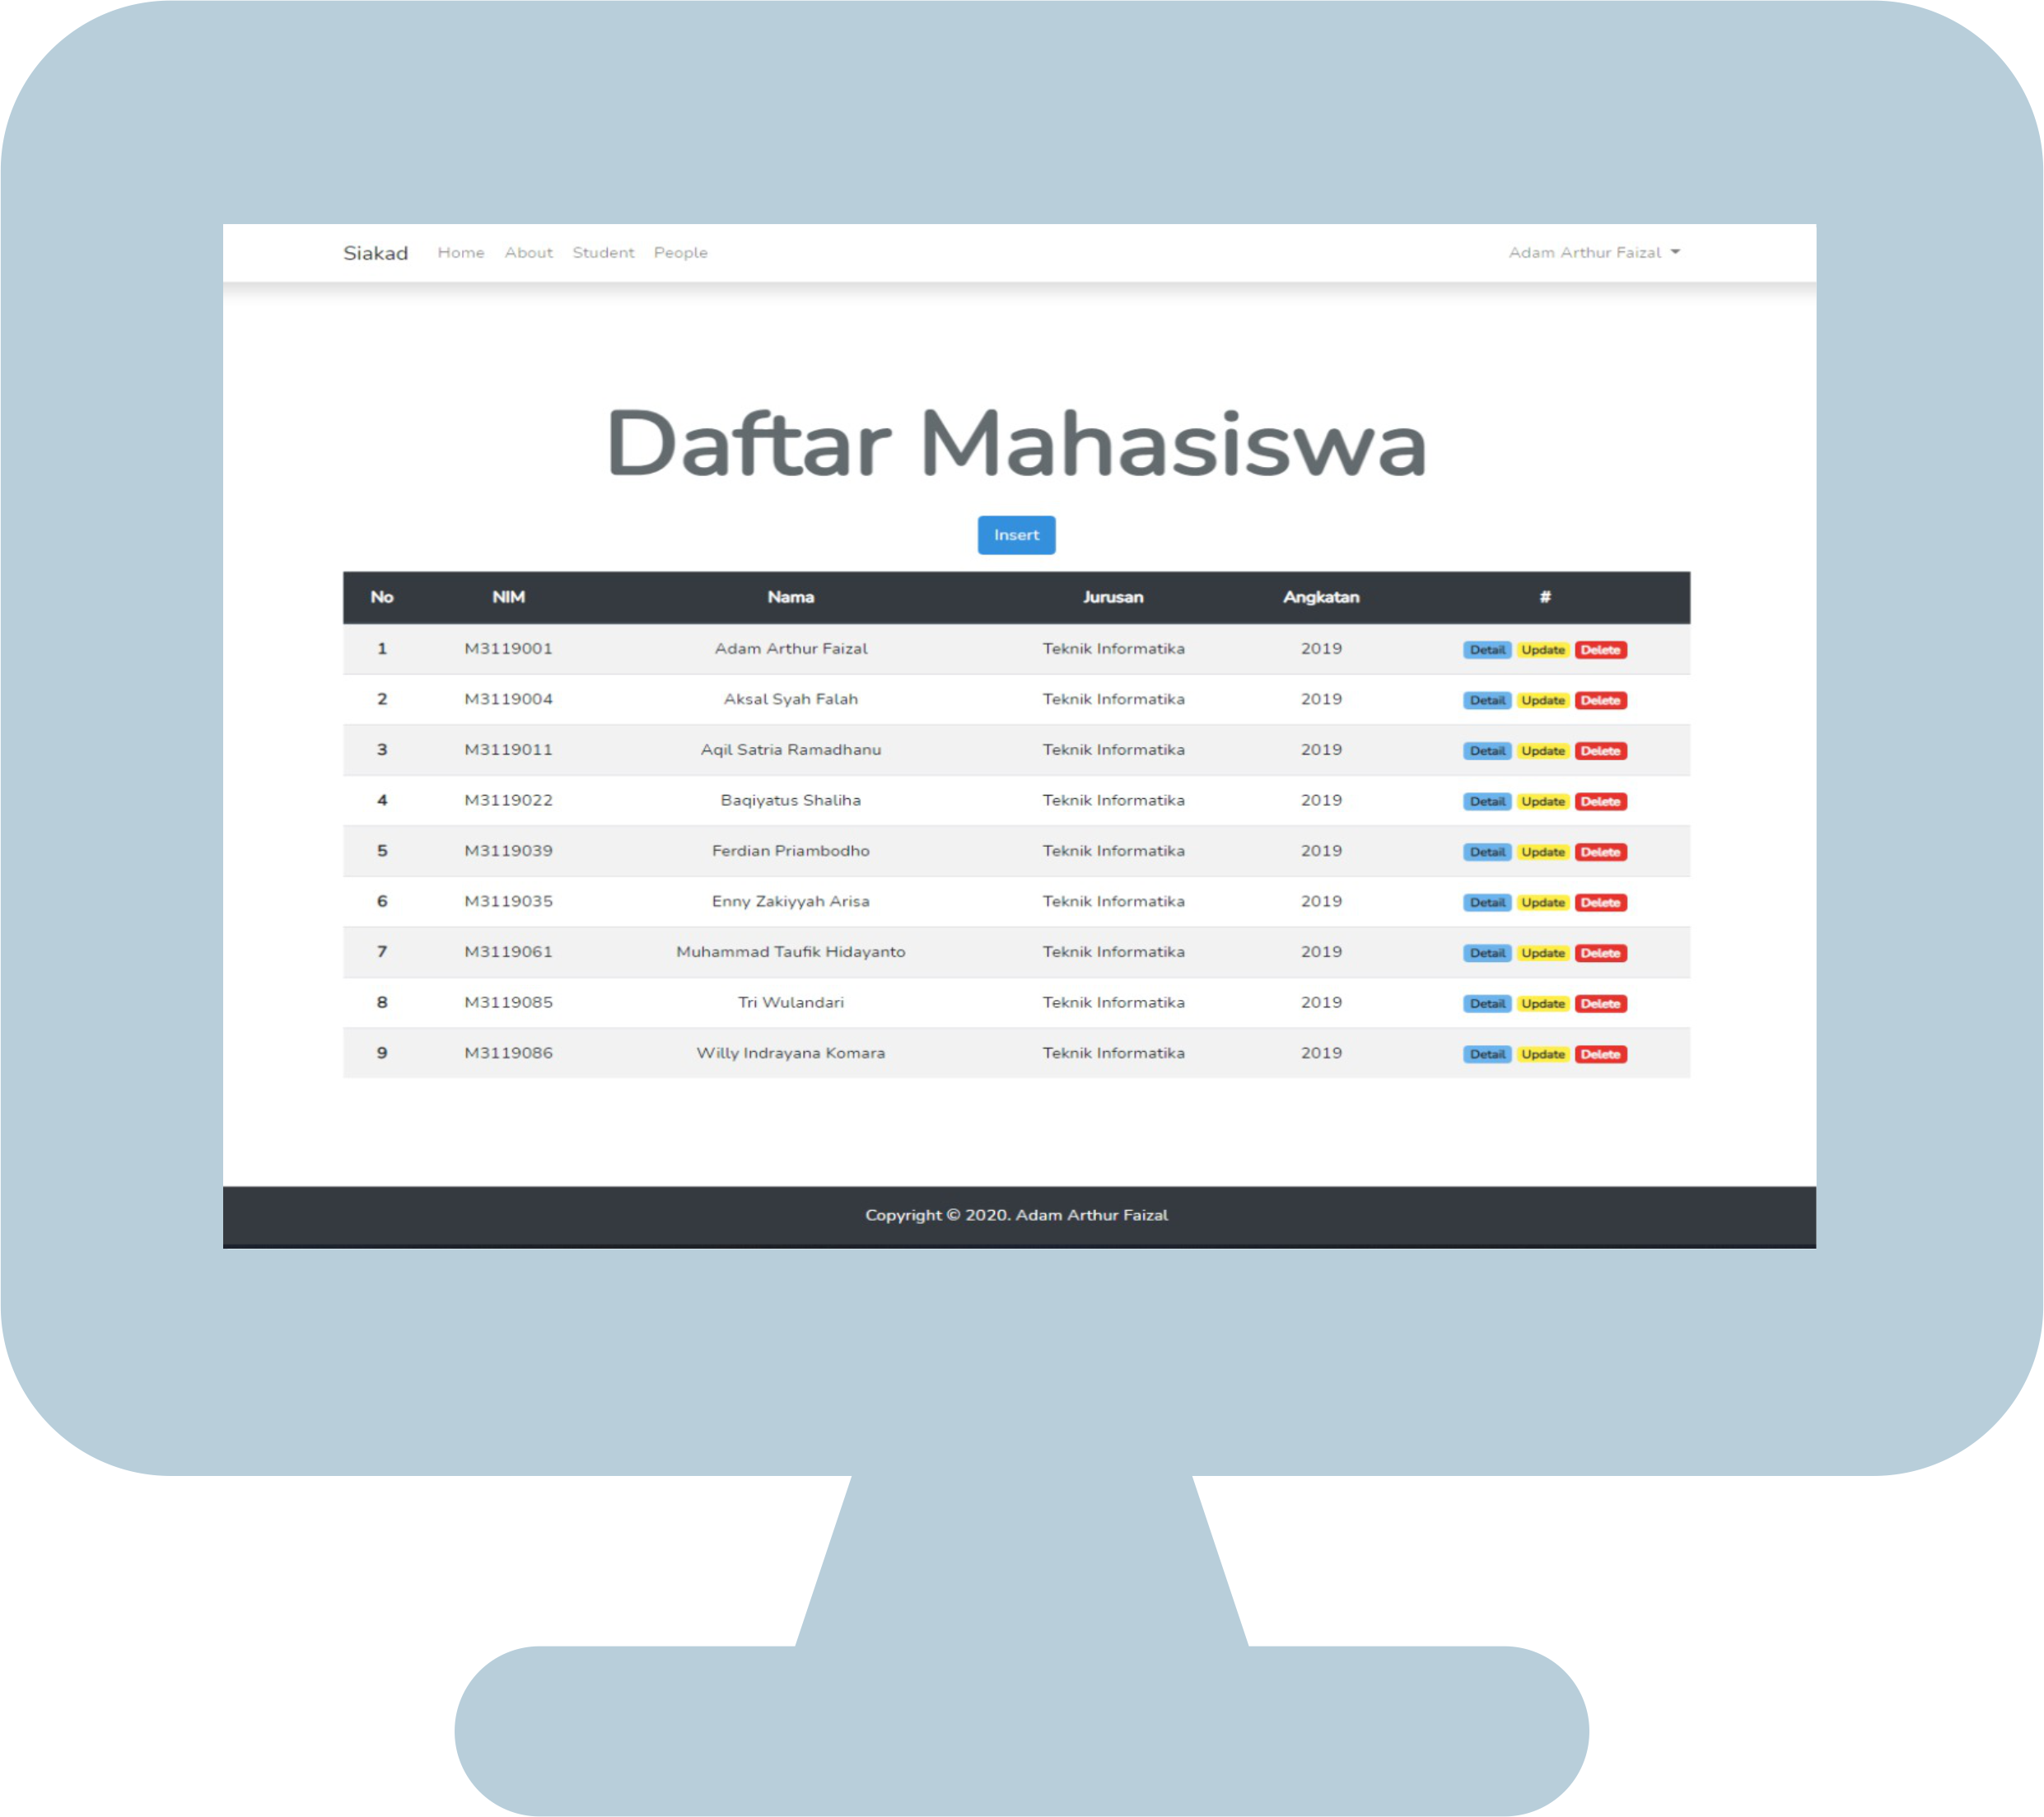 Siakad Home About Student People Adam Arthur Faizal
Daftar Mahasiswa
Insert
No NIM Nama Jurusan Angkatan #
1 M3119001 Adam Arthur Faizal Teknik Informatika 2019 Detail Update Delete
2 M3119004 Aksal Syah Falah Teknik Informatika 2019 Detail Update Delete
3 M3119011 Aqil Satria Ramadhanu Teknik Informatika 2019 Detail Update Delete
4 M3119022 Baqiyatus Shaliha Teknik Informatika 2019 Detail Update Delete
5 M3119039 Ferdian Priambodho Teknik Informatika 2019 Detail Update Delete
6 M3119035 Enny Zakiyyah Arisa Teknik Informatika 2019 Detail Update Delete
7 M3119061 Muhammad Taufik Hidayanto Teknik Informatika 2019 Detail Update Delete
8 M3119085 Tri Wulandari Teknik Informatika 2019 Detail Update Delete
9 M3119086 Willy Indrayana Komara Teknik Informatika 2019 Detail Update Delete
Copyright © 2020. Adam Arthur Faizal